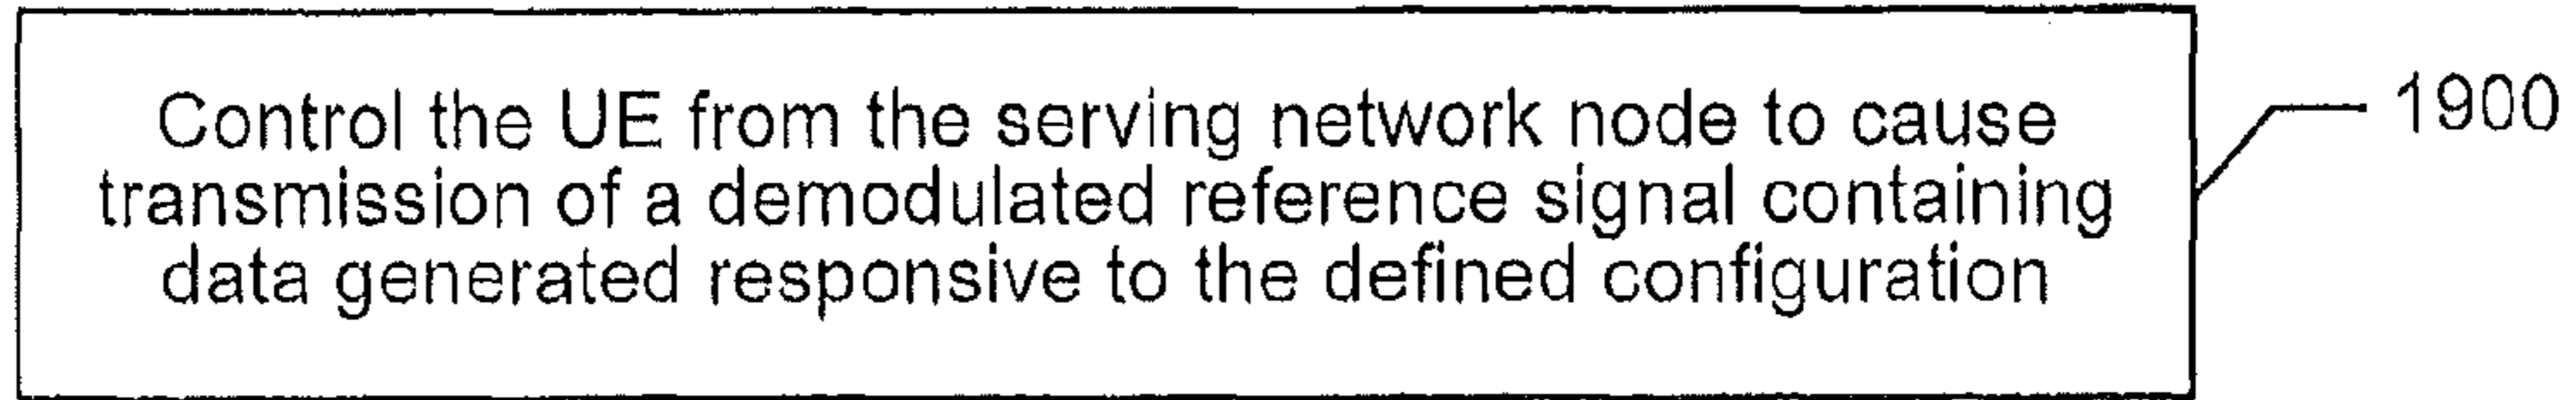 Control the UE from the serving network node to cause
transmission of a demodulated reference signal containing
data generated responsive to the defined configuration
1900